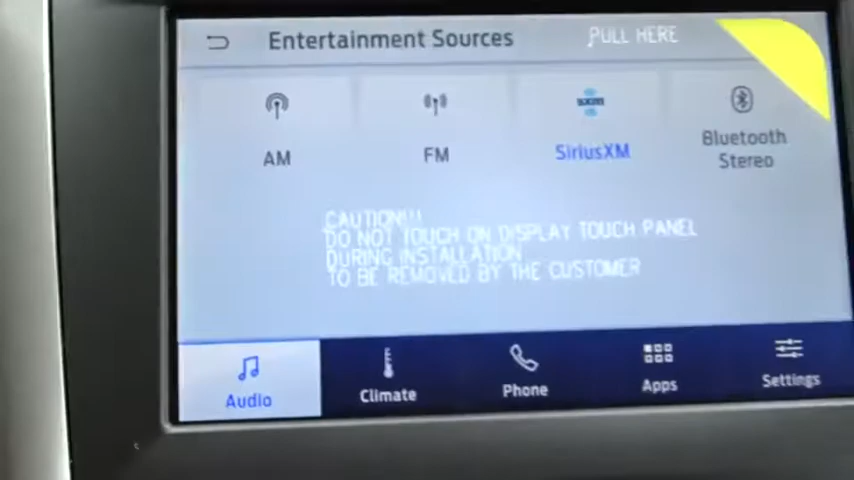 Entertainment Sources
PULL HERE
sxm
AM
FM
SiriusXM
Bluetooth
Stereo
CAUTION!!!
DO NOT TOUCH ON DISPLAY TOUCH PANEL
DURING INSTALLATION
TO BE REMOVED BY THE CUSTOMER
Audio
Climate
Phone
Apps
Settings